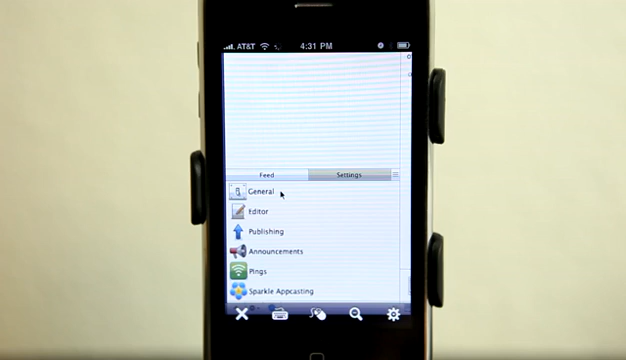 AT&T 4:31 PM
Feed Settings
General
Editor
Publishing
Announcements
Pings
Sparkle Appcasting